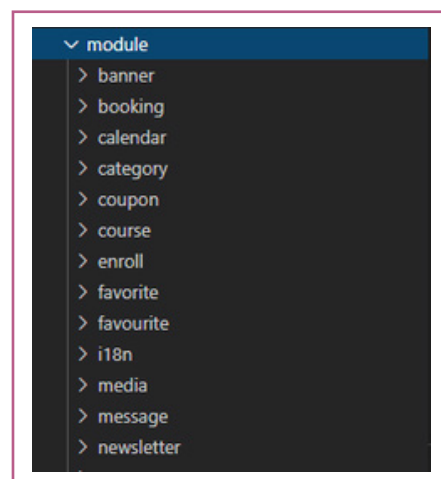 module
banner
booking
calendar
category
coupon
course
enroll
favorite
favourite
i18n
media
message
newsletter